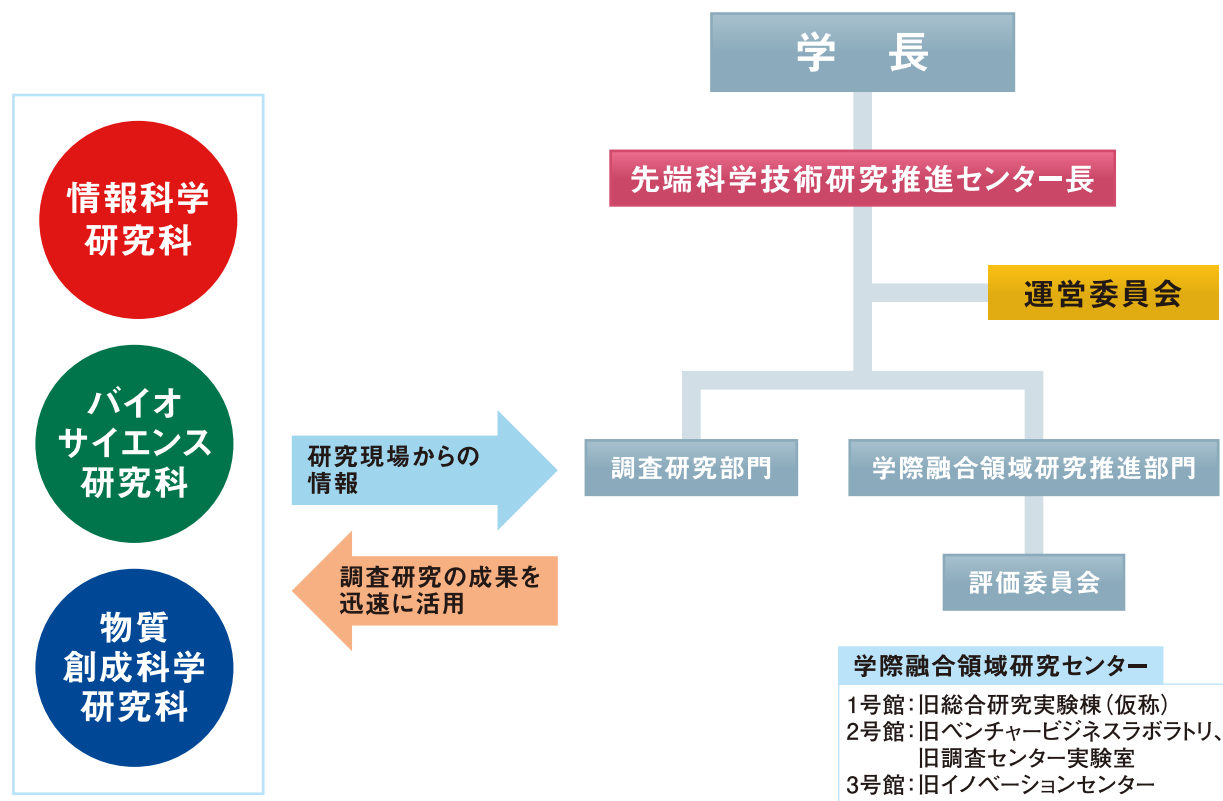 学　長
先端科学技術研究推進センター長
運営委員会
情報科学
研究科
バイオ
サイエンス
研究科
物質
創成科学
研究科
研究現場からの
情報
調査研究の成果を
迅速に活用
調査研究部門
学際融合領域研究推進部門
評価委員会
学際融合領域研究センター
1号館：旧総合研究実験棟（仮称）
2号館：旧ベンチャービジネスラボラトリ、
旧調査センター実験室
3号館：旧イノベーションセンター